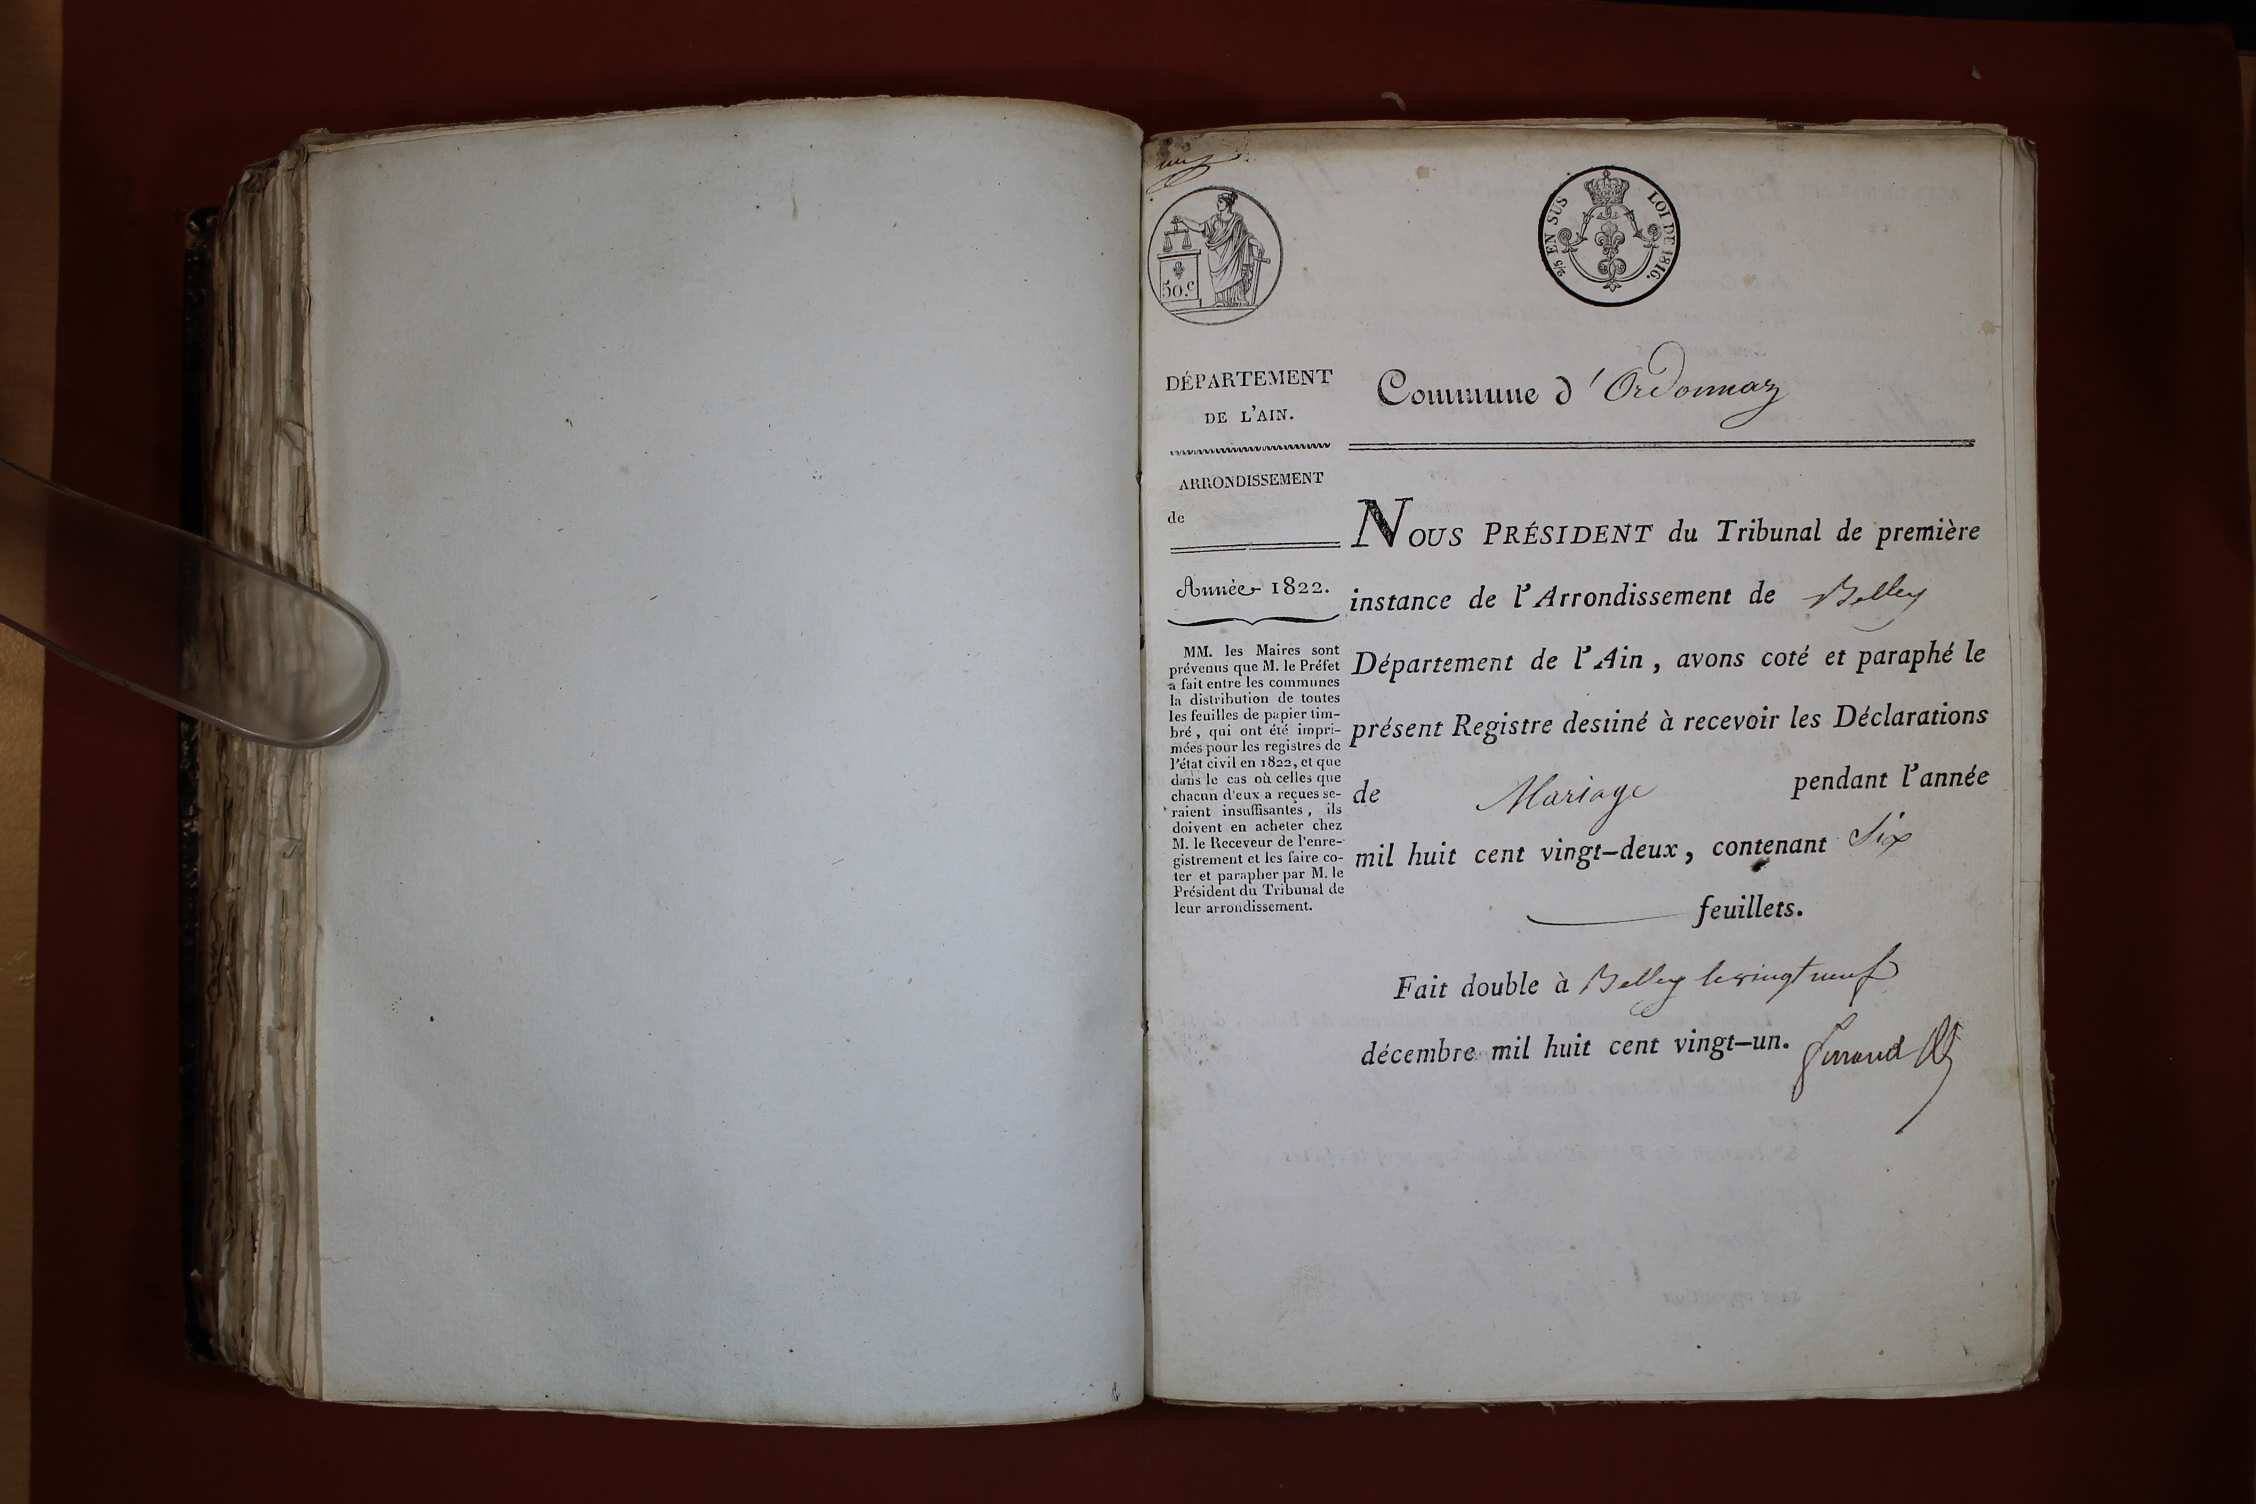 50.c
2/5 EN SUS
LOI DE 1816.
DÉPARTEMENT
DE L'AIN.
ARRONDISSEMENT
de
Année 1822.
MM. les Maires sont
prévenus que M. le Préfet
a fait entre les communes
la distribution de toutes
les feuilles de papier tim-
bré, qui ont été impri-
mées pour les registres de
l'état civil en 1822, et que
dans le cas où celles que
chacun d'eux a reçues se-
raient insuffisantes, ils
doivent en acheter chez
M. le Receveur de l'enre-
gistrement et les faire co-
ter et parapher par M. le
Président du Tribunal de
leur arrondissement.
Commune d'Ordonnaz
NOUS PRÉSIDENT du Tribunal de première
instance de l'Arrondissement de Belley
Département de l'Ain, avons coté et paraphé le
présent Registre destiné à recevoir les Déclarations
de Mariage pendant l'année
mil huit cent vingt-deux, contenant Six
feuillets.
Fait double à Belley le vingt neuf
décembre mil huit cent vingt-un.